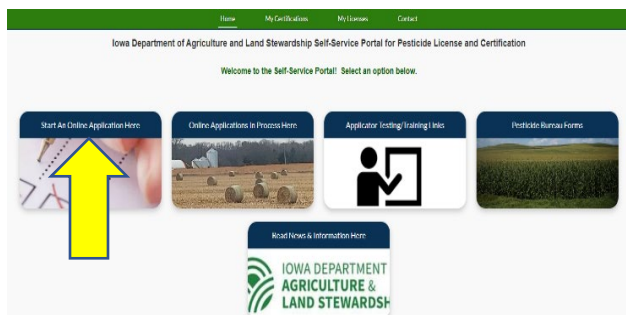 Home My Certifications My Licenses Contact
Iowa Department of Agriculture and Land Stewardship Self-Service Portal for Pesticide License and Certification
Welcome to the Self-Service Portal! Select an option below.
Start An Online Application Here Online Applications In Process Here Applicator Testing/Training Links Pesticide Bureau Forms
Read News & Information Here
IOWA DEPARTMENT
AGRICULTURE &
LAND STEWARDSH